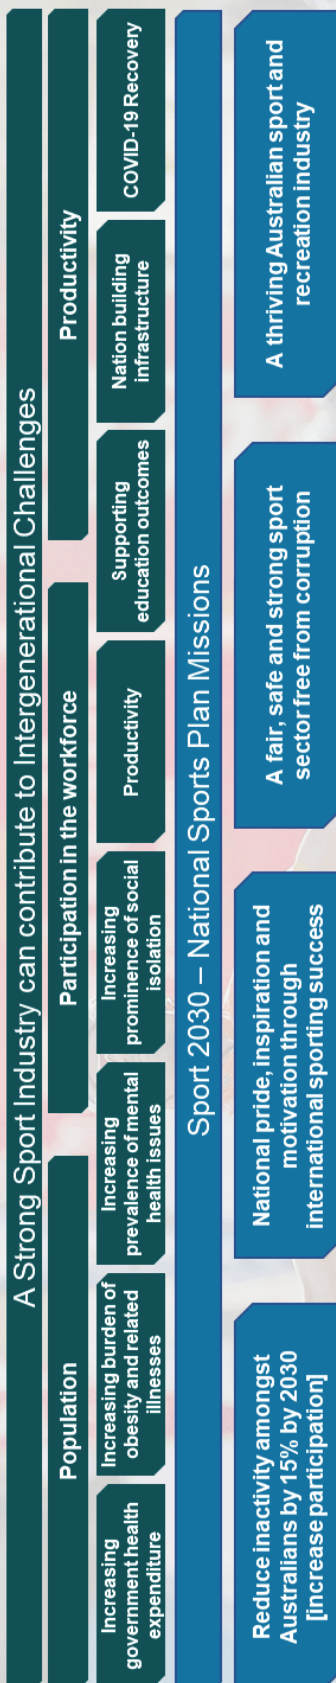 A Strong Sport Industry can contribute to Intergenerational Challenges
Population
Participation in the workforce
Productivity
Increasing
government health
expenditure
Increasing burden of
obesity and related
illnesses
Increasing
prevalence of mental
health issues
Increasing
prominence of social
isolation
Productivity
Supporting
education outcomes
Nation building
infrastructure
COVID-19 Recovery
Sport 2030 – National Sports Plan Missions
Reduce inactivity amongst
Australians by 15% by 2030
[increase participation]
National pride, inspiration and
motivation through
international sporting success
A fair, safe and strong sport
sector free from corruption
A thriving Australian sport and
recreation industry